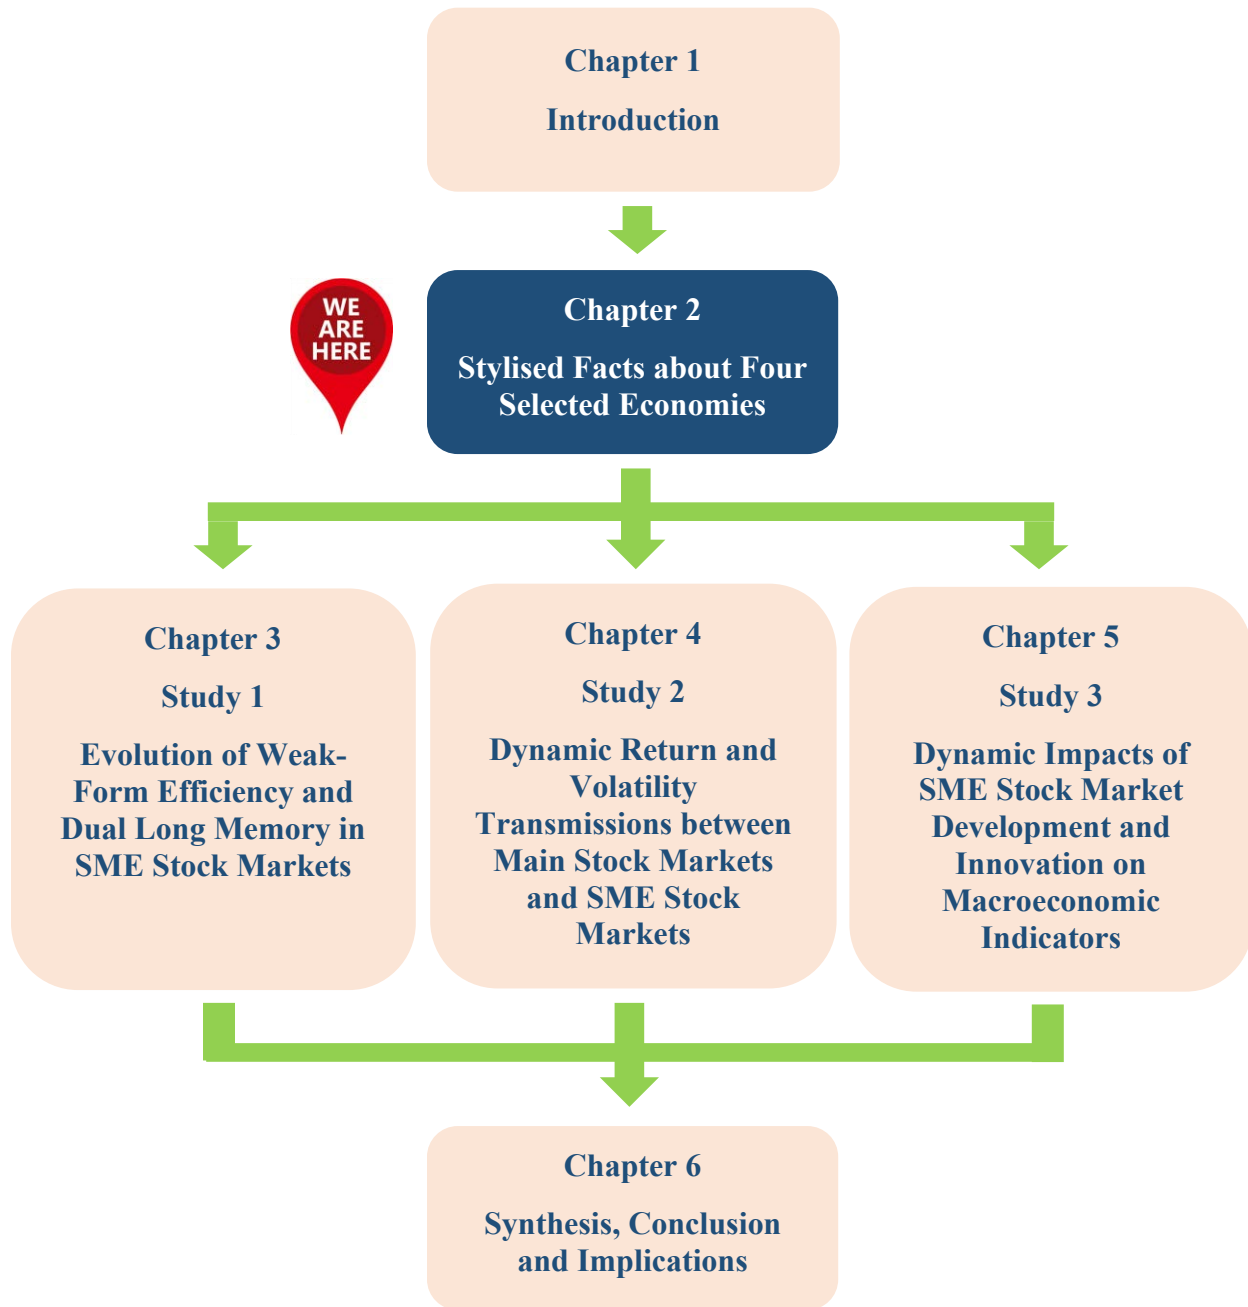 Chapter 1
Introduction
WE
ARE
HERE
Chapter 2
Stylised Facts about Four
Selected Economies
Chapter 3
Study 1
Evolution of Weak-
Form Efficiency and
Dual Long Memory in
SME Stock Markets
Chapter 4
Study 2
Dynamic Return and
Volatility
Transmissions between
Main Stock Markets
and SME Stock
Markets
Chapter 5
Study 3
Dynamic Impacts of
SME Stock Market
Development and
Innovation on
Macroeconomic
Indicators
Chapter 6
Synthesis, Conclusion
and Implications